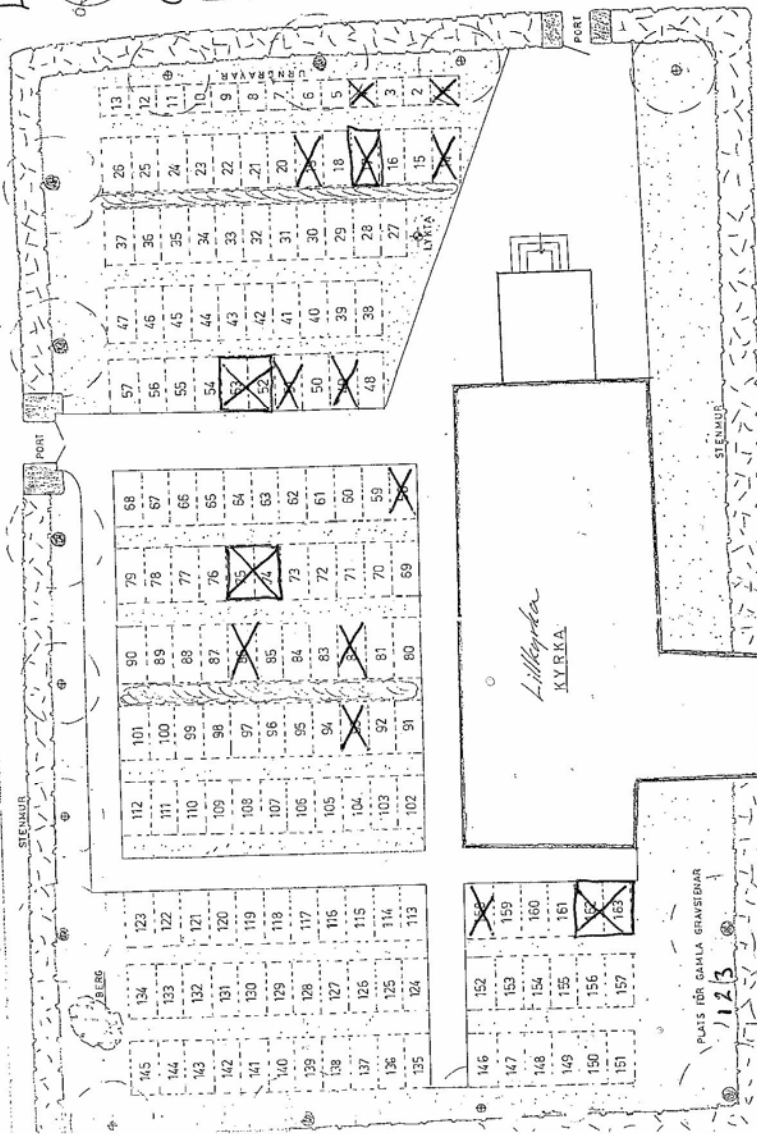 STENMUR
PORT
PORT
BERG
URNGRAVAR
13 12 11 10 9 8 7 6 5 3 2
26 25 24 23 22 21 20 18 16 15
37 36 35 34 33 32 31 30 29 28 27
LYKTA
47 46 45 44 43 42 41 40 39 38
57 56 55 54 53 52 50 48
68 67 66 65 64 63 62 61 60 59
79 78 77 76 75 74 73 72 71 70 69
90 89 88 87 85 84 83 81 80
101 100 99 98 97 96 95 94 92 91
112 111 110 109 108 107 106 105 104 103 102
123 122 121 120 119 118 117 116 115 114 113
134 133 132 131 130 129 128 127 126 125 124
145 144 143 142 141 140 139 138 137 136 135
159 160 161 162 163
152 153 154 155 156 157
146 147 148 149 150 151
Lillkyrka
KYRKA
STENMUR
PLATS FÖR GAMLA GRAVSTENAR
1 2 3